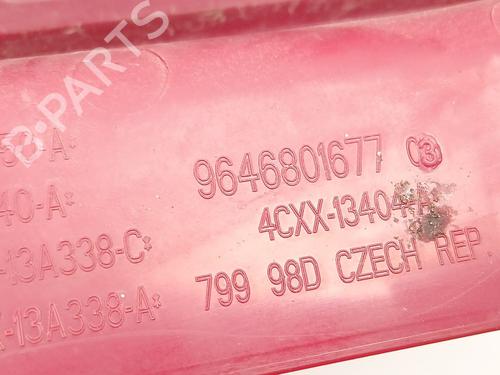 B-PARTS
9646801677 03
4CXX-13404-A
40-A*
-13A338-C*
799 98D CZECH REP.
-13A338-A*